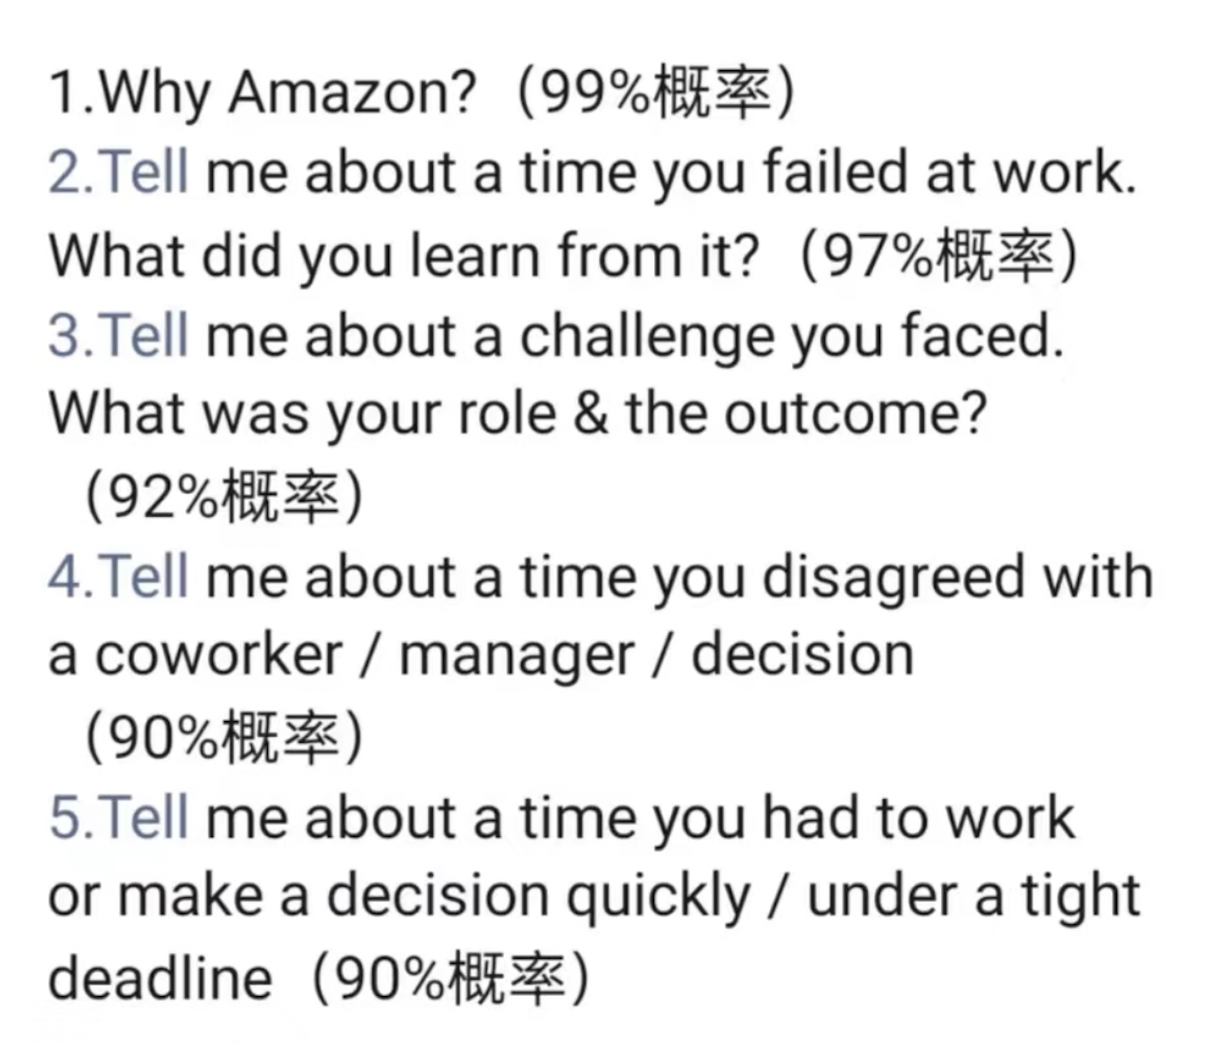 1.Why Amazon?（99%概率）
2.Tell me about a time you failed at work.
What did you learn from it?（97%概率）
3.Tell me about a challenge you faced.
What was your role & the outcome?
（92%概率）
4.Tell me about a time you disagreed with
a coworker / manager / decision
（90%概率）
5.Tell me about a time you had to work
or make a decision quickly / under a tight
deadline（90%概率）